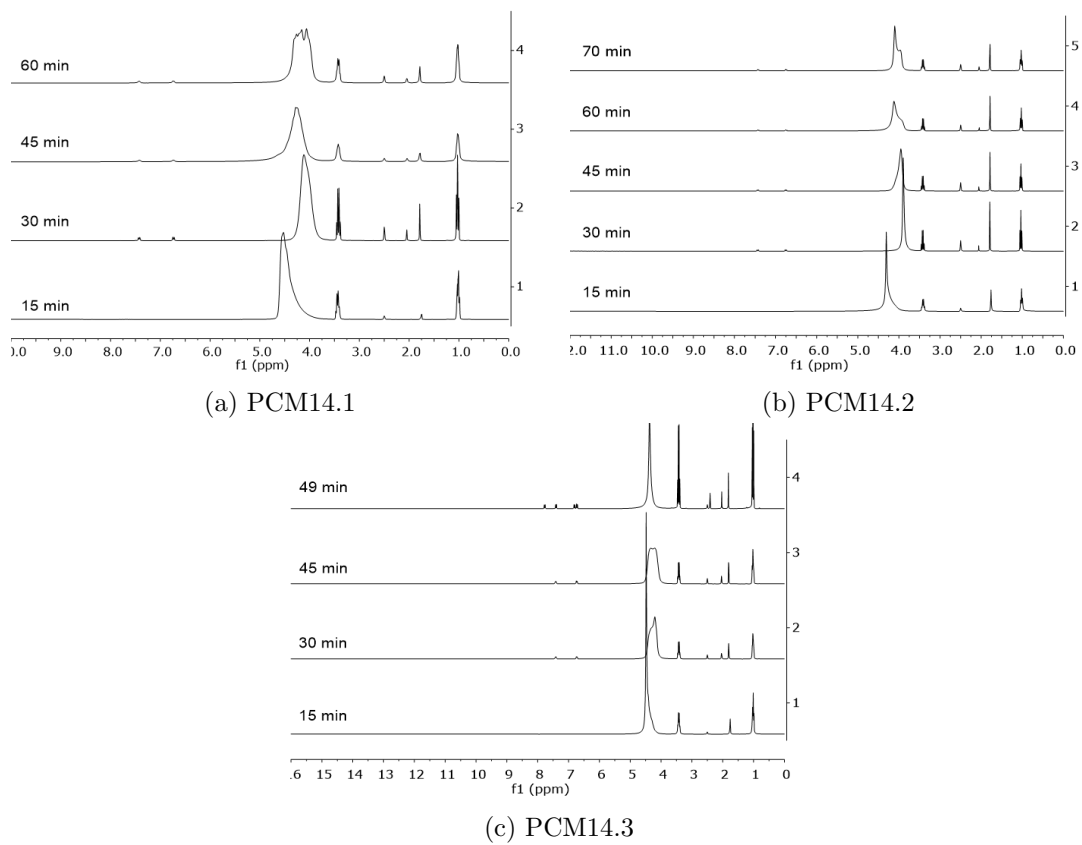 60 min
45 min
30 min
15 min
4
3
2
1
0.0 9.0 8.0 7.0 6.0 5.0 4.0 3.0 2.0 1.0 0.0
f1 (ppm)
(a) PCM14.1
70 min
60 min
45 min
30 min
15 min
5
4
3
2
1
2.0 11.0 10.0 9.0 8.0 7.0 6.0 5.0 4.0 3.0 2.0 1.0 0.0
f1 (ppm)
(b) PCM14.2
49 min
45 min
30 min
15 min
4
3
2
1
.6 15 14 13 12 11 10 9 8 7 6 5 4 3 2 1 0
f1 (ppm)
(c) PCM14.3